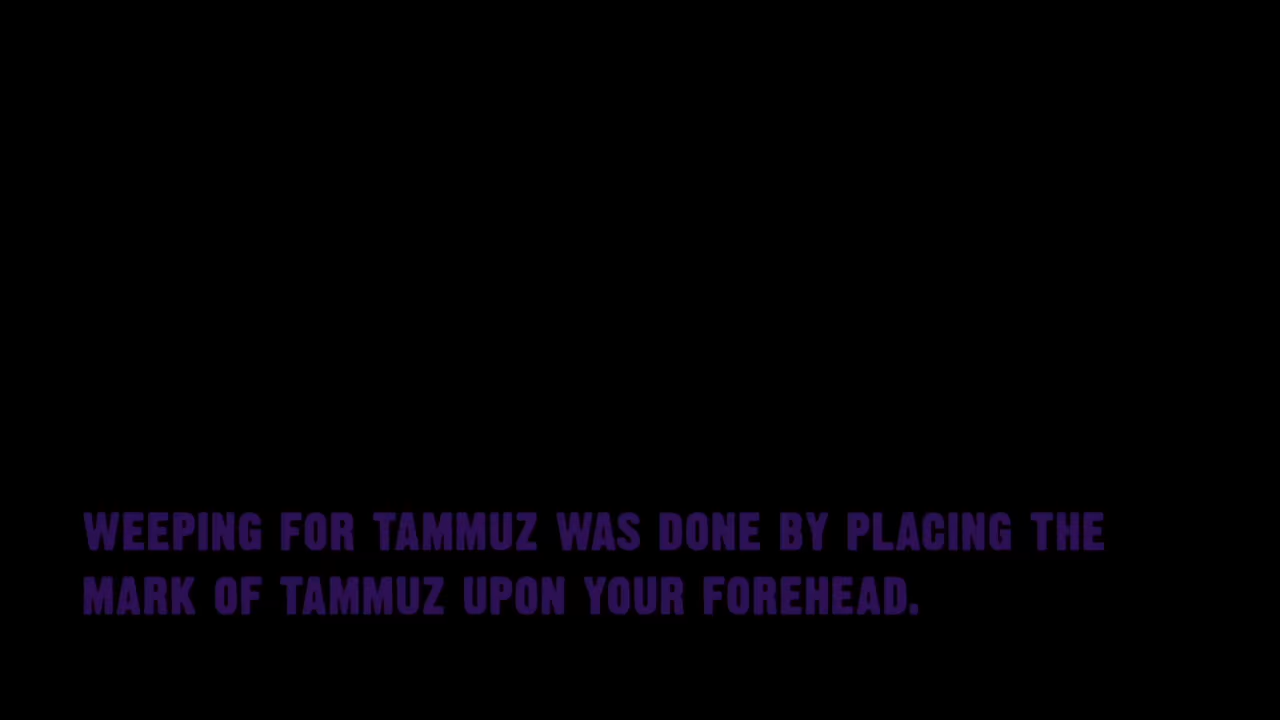 WEEPING FOR TAMMUZ WAS DONE BY PLACING THE
MARK OF TAMMUZ UPON YOUR FOREHEAD.